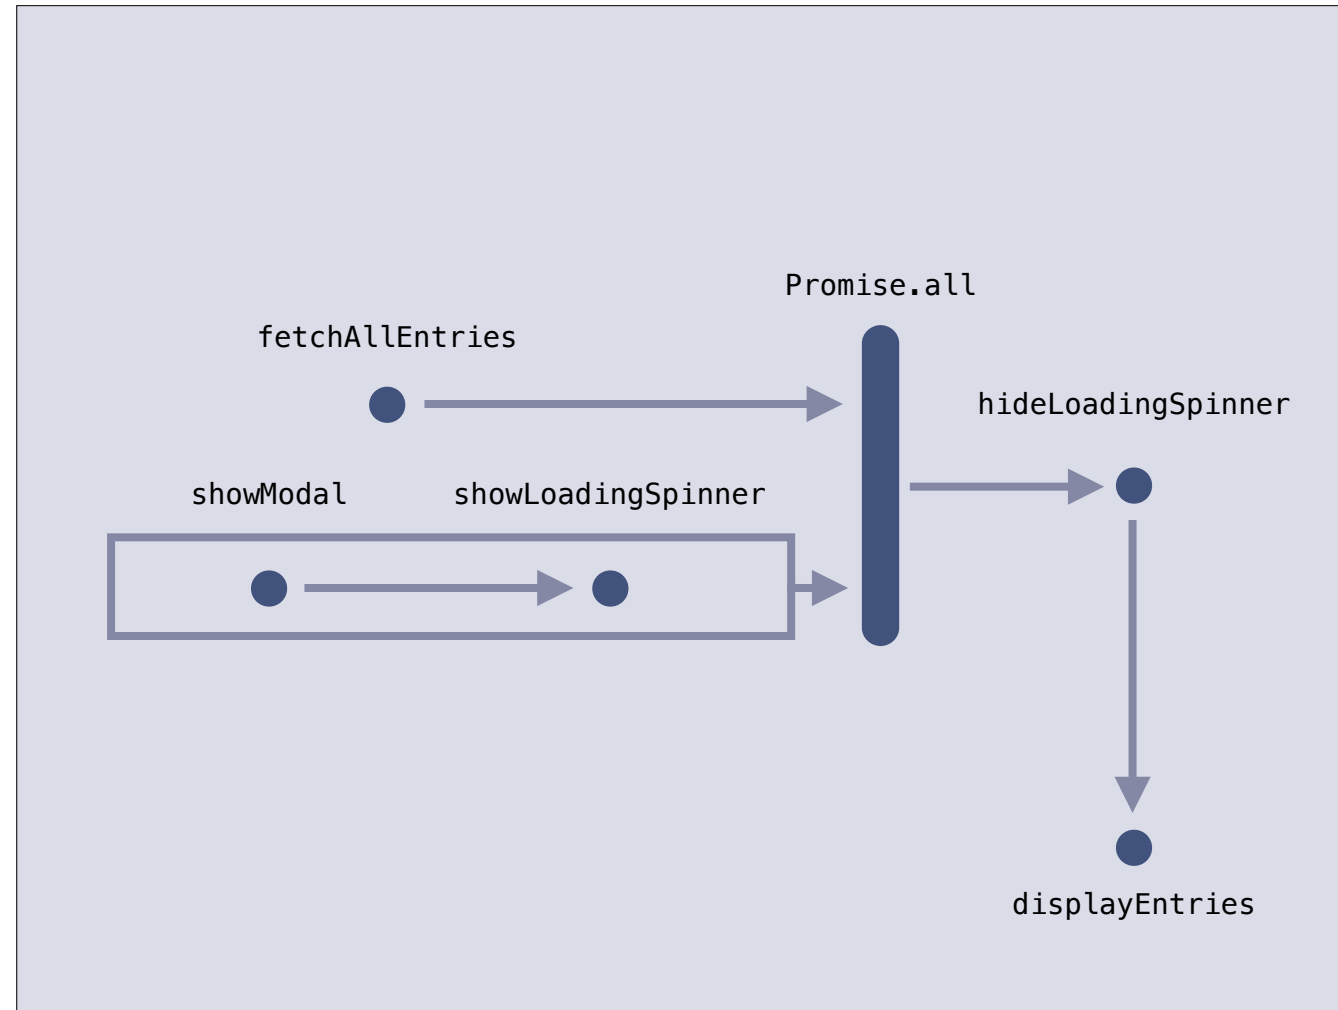 Promise.all
fetchAllEntries
hideLoadingSpinner
showModal
showLoadingSpinner
displayEntries